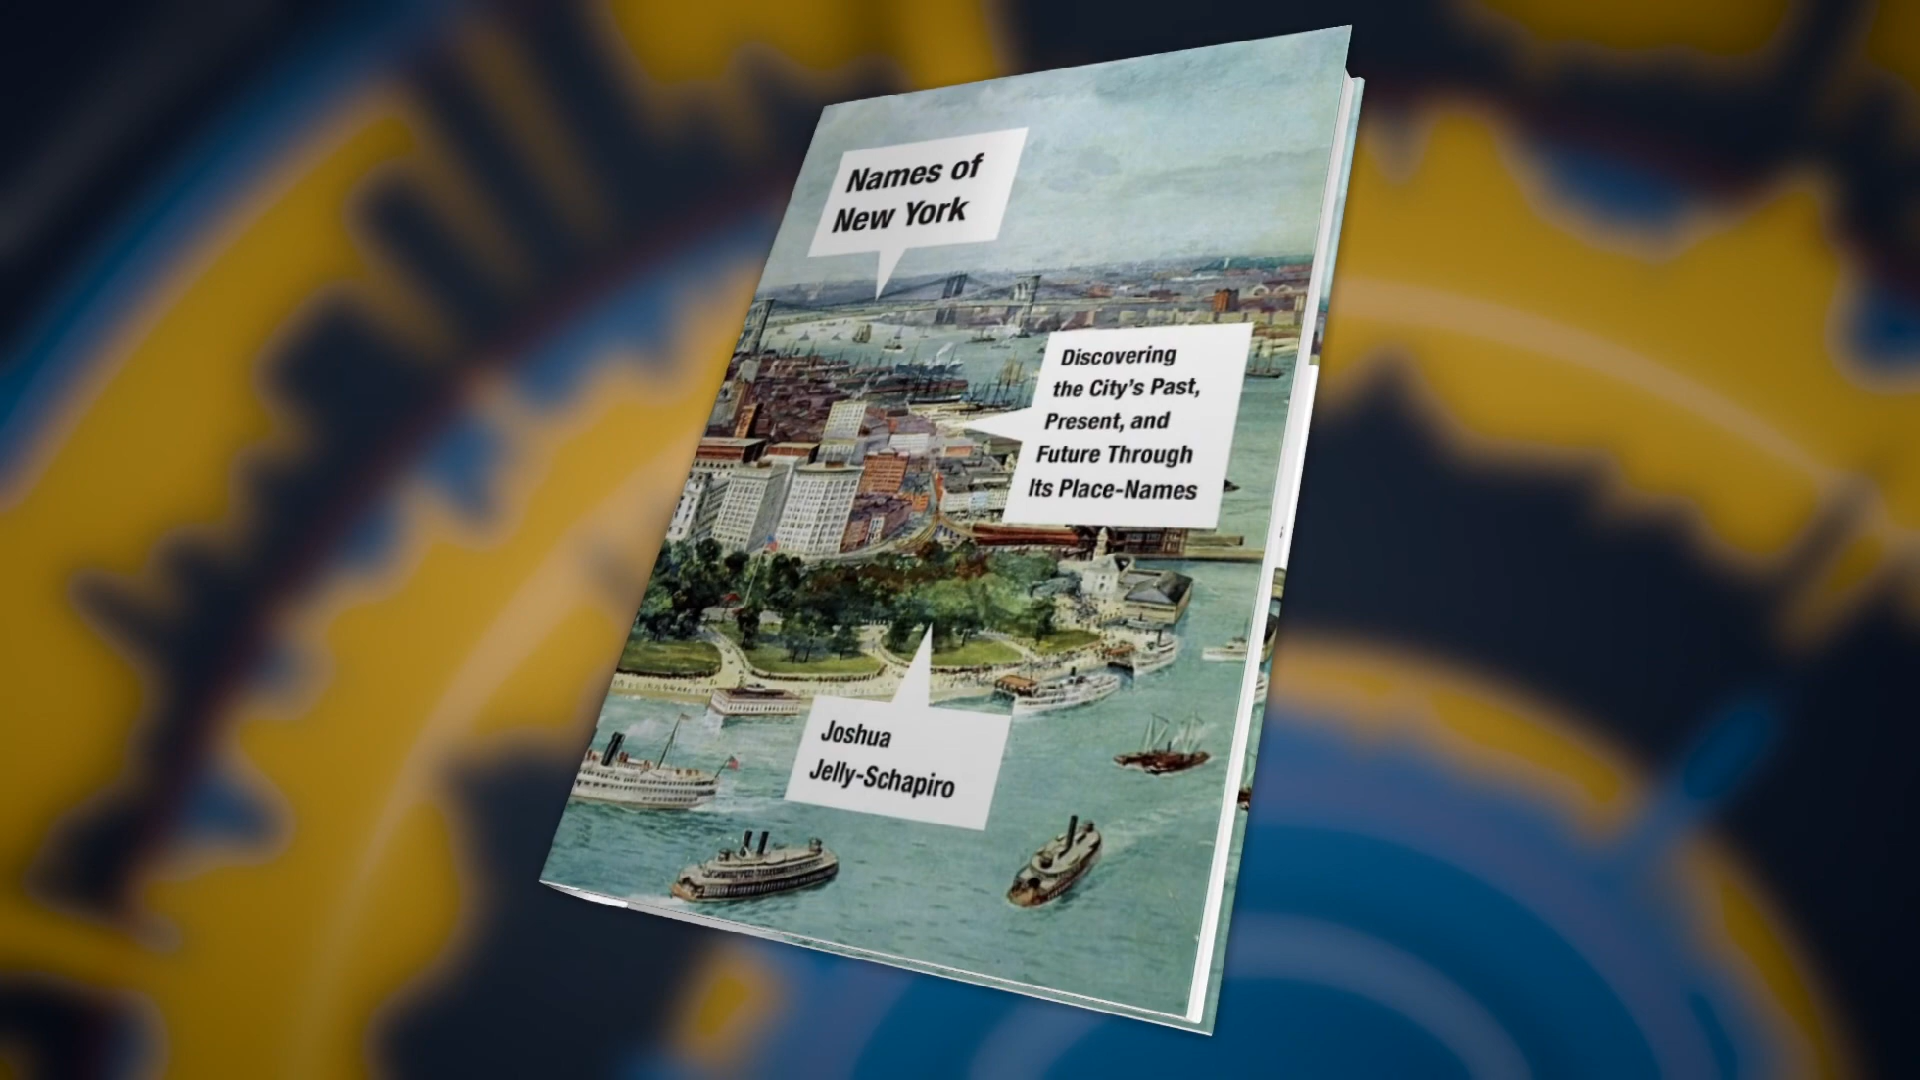 Names of
New York
Discovering
the City's Past,
Present, and
Future Through
Its Place-Names
Joshua
Jelly-Schapiro